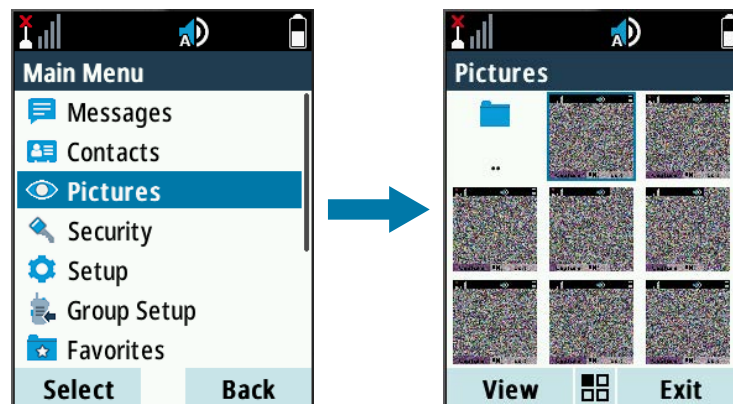 A
Main Menu
Messages
Contacts
Pictures
Security
Setup
Group Setup
Favorites
Select Back
A
Pictures
..
View Exit